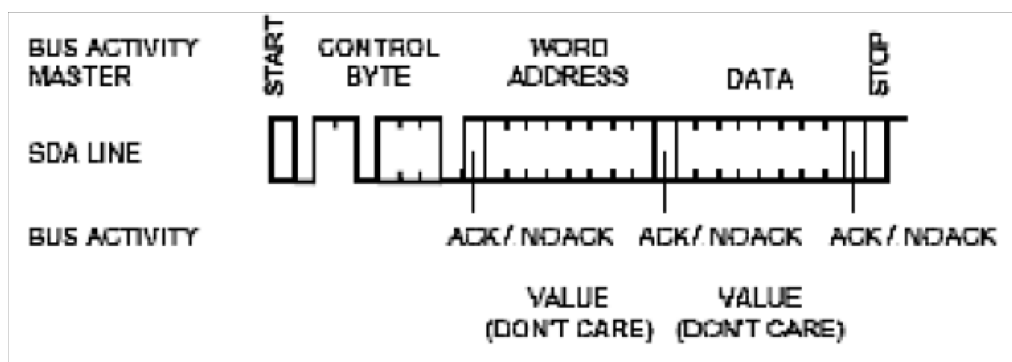 BUS ACTIVITY
MASTER
START
CONTROL
BYTE
WORD
ADDRESS
DATA
STOP
SDA LINE
BUS ACTIVITY
ACK / NOACK
ACK / NOACK
ACK / NOACK
VALUE
(DON'T CARE)
VALUE
(DON'T CARE)